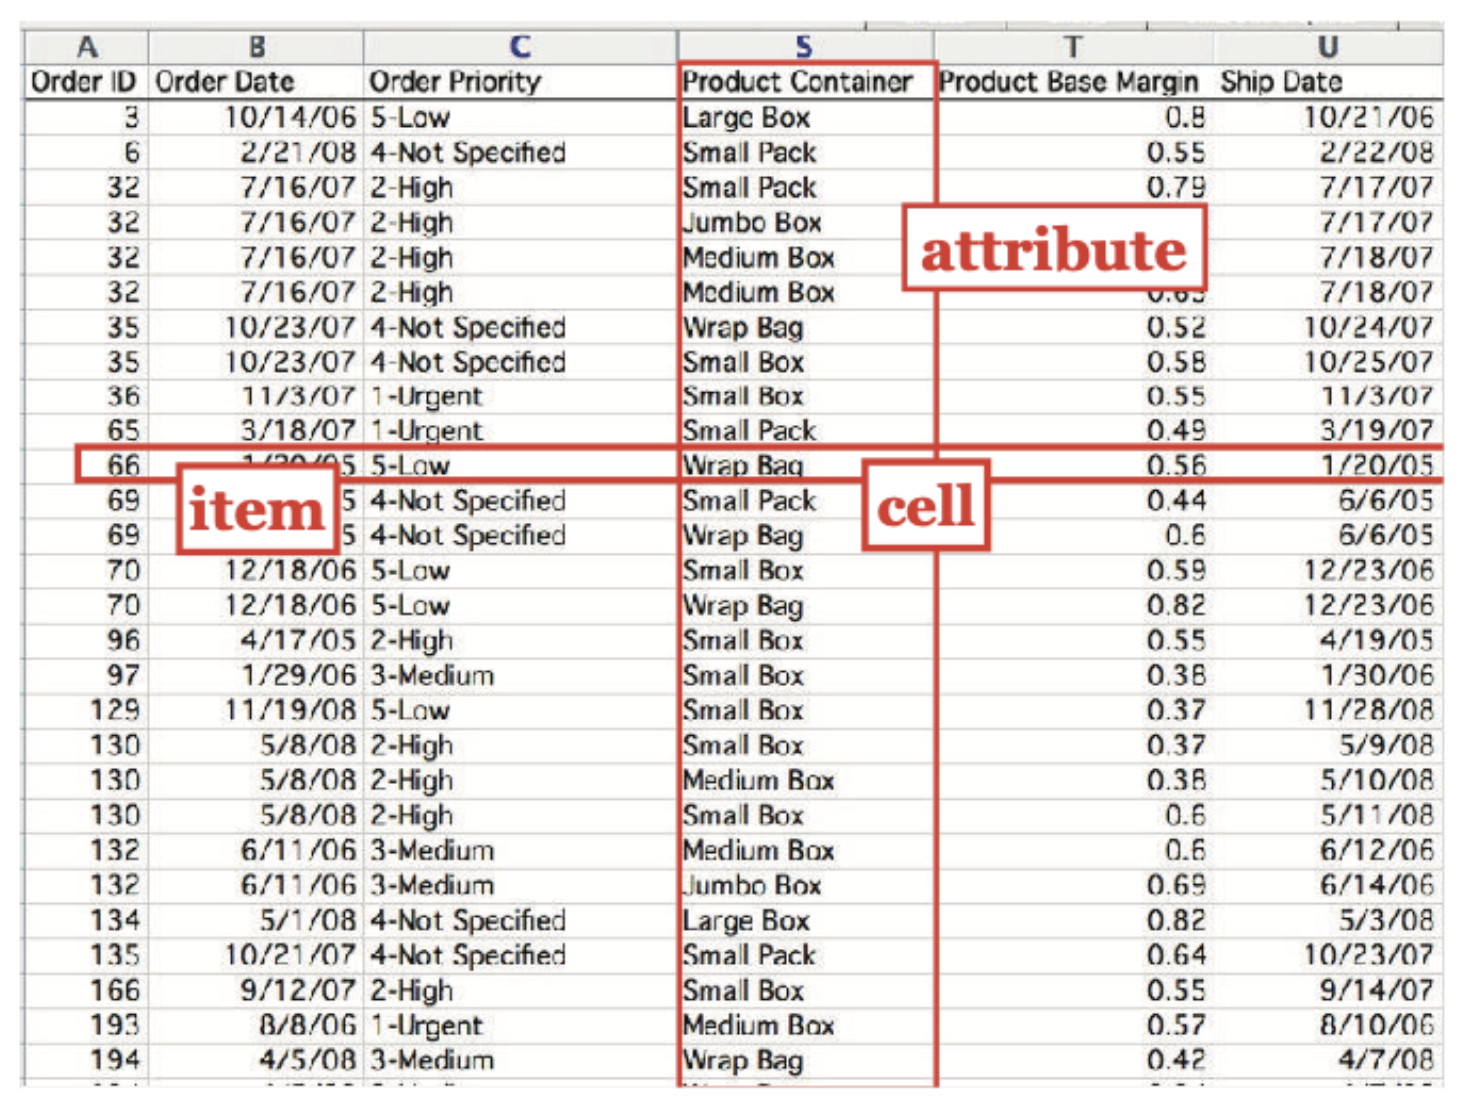 A B C S T U
Order ID Order Date Order Priority Product Container Product Base Margin Ship Date
3 10/14/06 5-Low Large Box 0.8 10/21/06
6 2/21/08 4-Not Specified Small Pack 0.55 2/22/08
32 7/16/07 2-High Small Pack 0.79 7/17/07
32 7/16/07 2-High Jumbo Box 7/17/07
attribute
32 7/16/07 2-High Medium Box 7/18/07
32 7/16/07 2-High Medium Box 7/18/07
35 10/23/07 4-Not Specified Wrap Bag 0.52 10/24/07
35 10/23/07 4-Not Specified Small Box 0.58 10/25/07
36 11/3/07 1-Urgent Small Box 0.55 11/3/07
65 3/18/07 1-Urgent Small Pack 0.49 3/19/07
66 5-Low Wrap Bag 0.56 1/20/05
item cell
69 5 4-Not Specified Small Pack 0.44 6/6/05
69 5 4-Not Specified Wrap Bag 0.6 6/6/05
70 12/18/06 5-Low Small Box 0.59 12/23/06
70 12/18/06 5-Low Wrap Bag 0.82 12/23/06
96 4/17/05 2-High Small Box 0.55 4/19/05
97 1/29/06 3-Medium Small Box 0.38 1/30/06
129 11/19/08 5-Low Small Box 0.37 11/28/08
130 5/8/08 2-High Small Box 0.37 5/9/08
130 5/8/08 2-High Medium Box 0.38 5/10/08
130 5/8/08 2-High Small Box 0.6 5/11/08
132 6/11/06 3-Medium Medium Box 0.6 6/12/06
132 6/11/06 3-Medium Jumbo Box 0.69 6/14/06
134 5/1/08 4-Not Specified Large Box 0.82 5/3/08
135 10/21/07 4-Not Specified Small Pack 0.64 10/23/07
166 9/12/07 2-High Small Box 0.55 9/14/07
193 8/8/06 1-Urgent Medium Box 0.57 8/10/06
194 4/5/08 3-Medium Wrap Bag 0.42 4/7/08